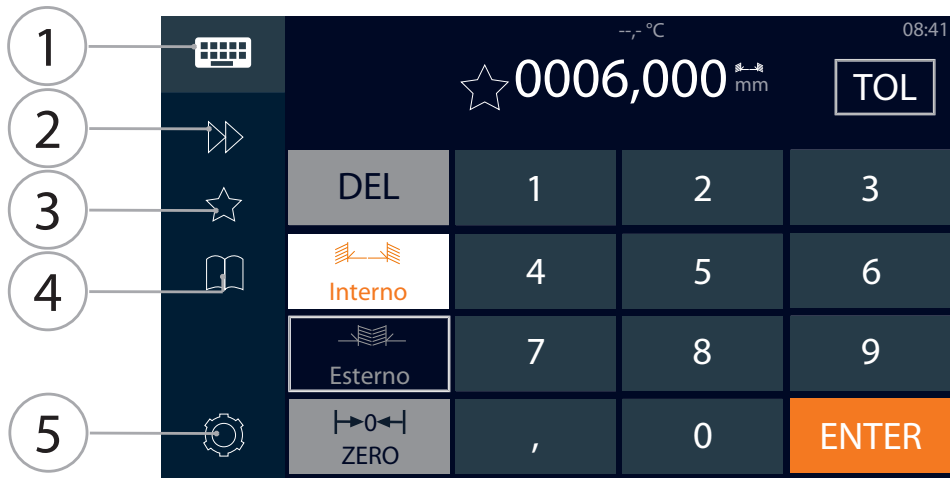 1
2
3
4
5
--,- °C
08:41
0006,000 mm
TOL
DEL 1 2 3
Interno 4 5 6
Esterno 7 8 9
0
ZERO , 0 ENTER